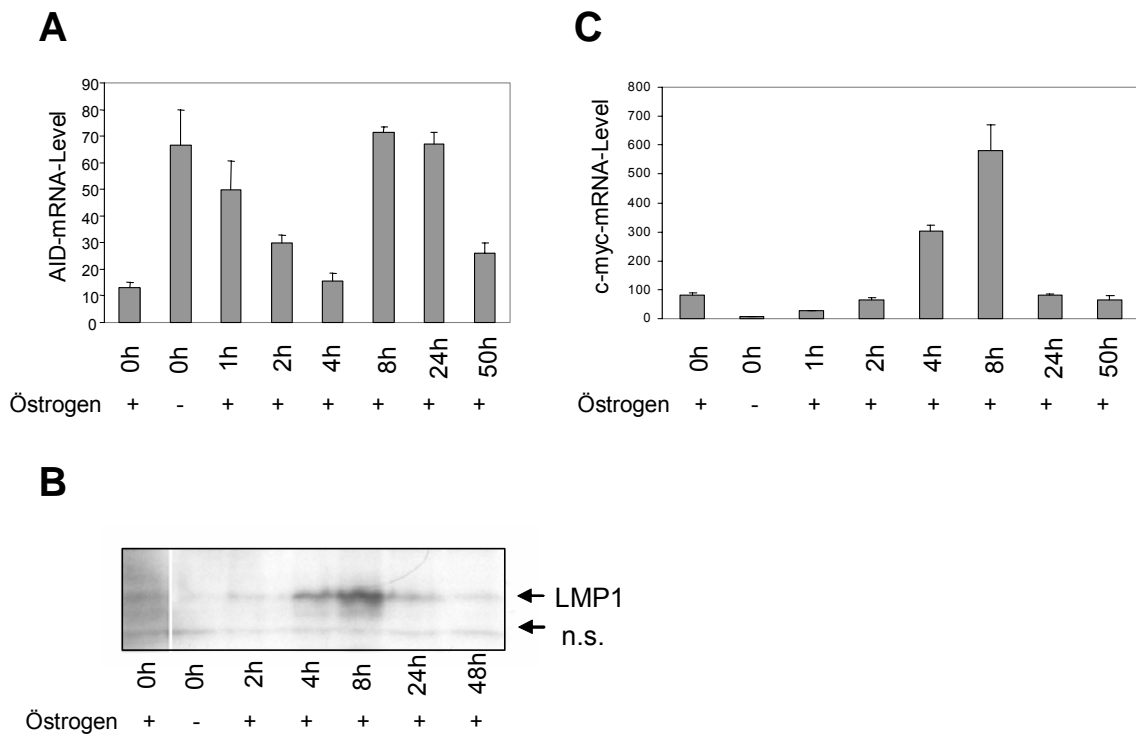 A
AID-mRNA-Level
90
80
70
60
50
40
30
20
10
0
0h 0h 1h 2h 4h 8h 24h 50h
Östrogen + - + + + + + +
C
c-myc-mRNA-Level
800
700
600
500
400
300
200
100
0
0h 0h 1h 2h 4h 8h 24h 50h
Östrogen + - + + + + + +
B
LMP1
n.s.
0h 0h 2h 4h 8h 24h 48h
Östrogen + - + + + + +